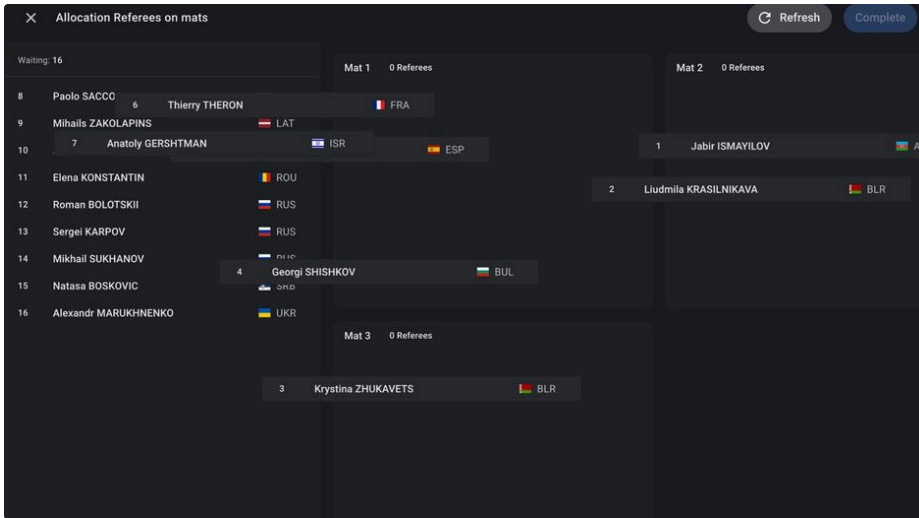 Allocation Referees on mats
Refresh
Complete
Waiting: 16
Mat 1 0 Referees
Mat 2 0 Referees
8 Paolo SACCO
6 Thierry THERON FRA
9 Mihails ZAKOLAPINS LAT
7 Anatoly GERSHTMAN ISR
1 Jabir ISMAYILOV
10
ESP
11 Elena KONSTANTIN ROU
2 Liudmila KRASILNIKAVA BLR
12 Roman BOLOTSKII RUS
13 Sergei KARPOV RUS
14 Mikhail SUKHANOV RUS
4 Georgi SHISHKOV BUL
15 Natasa BOSKOVIC SRB
16 Alexandr MARUKHNENKO UKR
Mat 3 0 Referees
3 Krystina ZHUKAVETS BLR